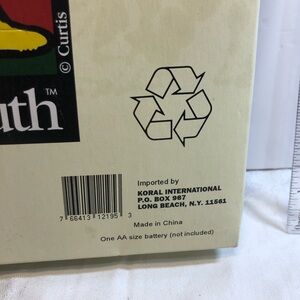 © Curtis
uth™
Imported by
KORAL INTERNATIONAL
P.O. BOX 967
LONG BEACH, N.Y. 11561
7 66413 12195 3
Made in China
One AA size battery (not included)